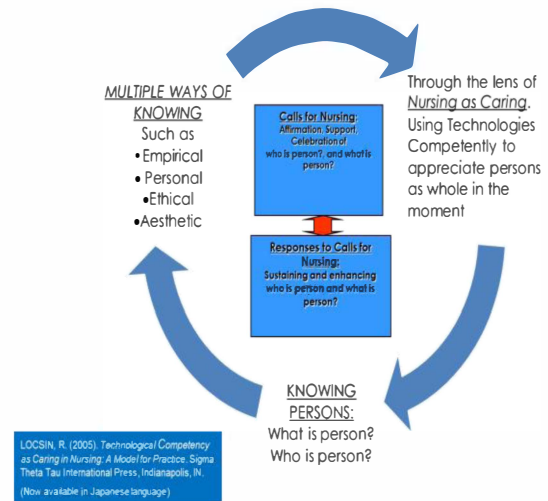 MULTIPLE WAYS OF
KNOWING
Such as
•Empirical
•Personal
•Ethical
•Aesthetic
Through the lens of
Nursing as Caring.
Using Technologies
Competently to
appreciate persons
as whole in the
moment
Calls for Nursing:
Affirmation, Support,
Celebration of
who is person?, and what is
person?
Responses to Calls for
Nursing:
Sustaining and enhancing
who is person and what is
person?
KNOWING
PERSONS:
What is person?
Who is person?
LOCSIN, R. (2005). Technological Competency
as Caring in Nursing: A Model for Practice. Sigma
Theta Tau International Press, Indianapolis, IN.
(Now available in Japanese language)